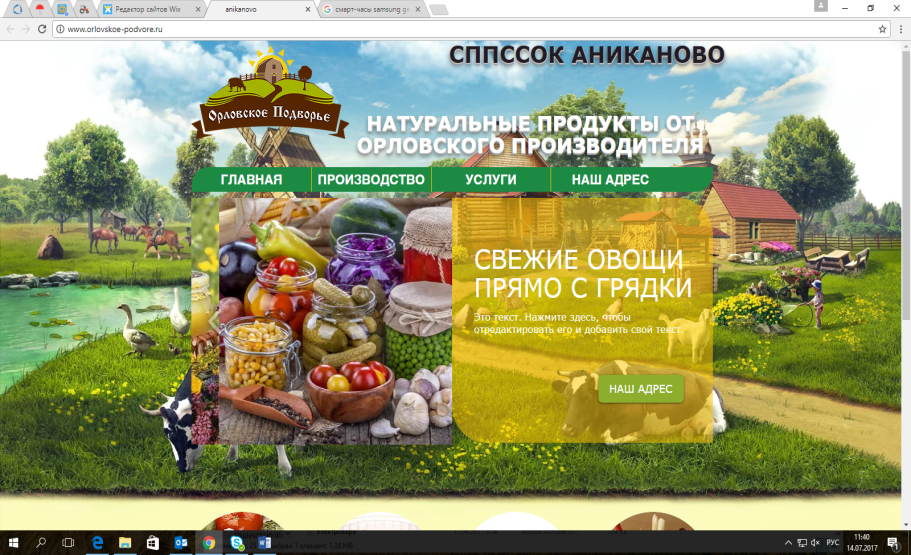 Редактор сайтов Wix
anikanovo
смарт-часы samsung ge
www.orlovskoe-podvore.ru
СППССОК АНИКАНОВО
Орловское Подворье
НАТУРАЛЬНЫЕ ПРОДУКТЫ ОТ
ОРЛОВСКОГО ПРОИЗВОДИТЕЛЯ
ГЛАВНАЯ ПРОИЗВОДСТВО УСЛУГИ НАШ АДРЕС
СВЕЖИЕ ОВОЩИ
ПРЯМО С ГРЯДКИ
Это текст. Нажмите здесь, чтобы
отредактировать его и добавить свой текст.
НАШ АДРЕС
РУС
11:40
14.07.2017